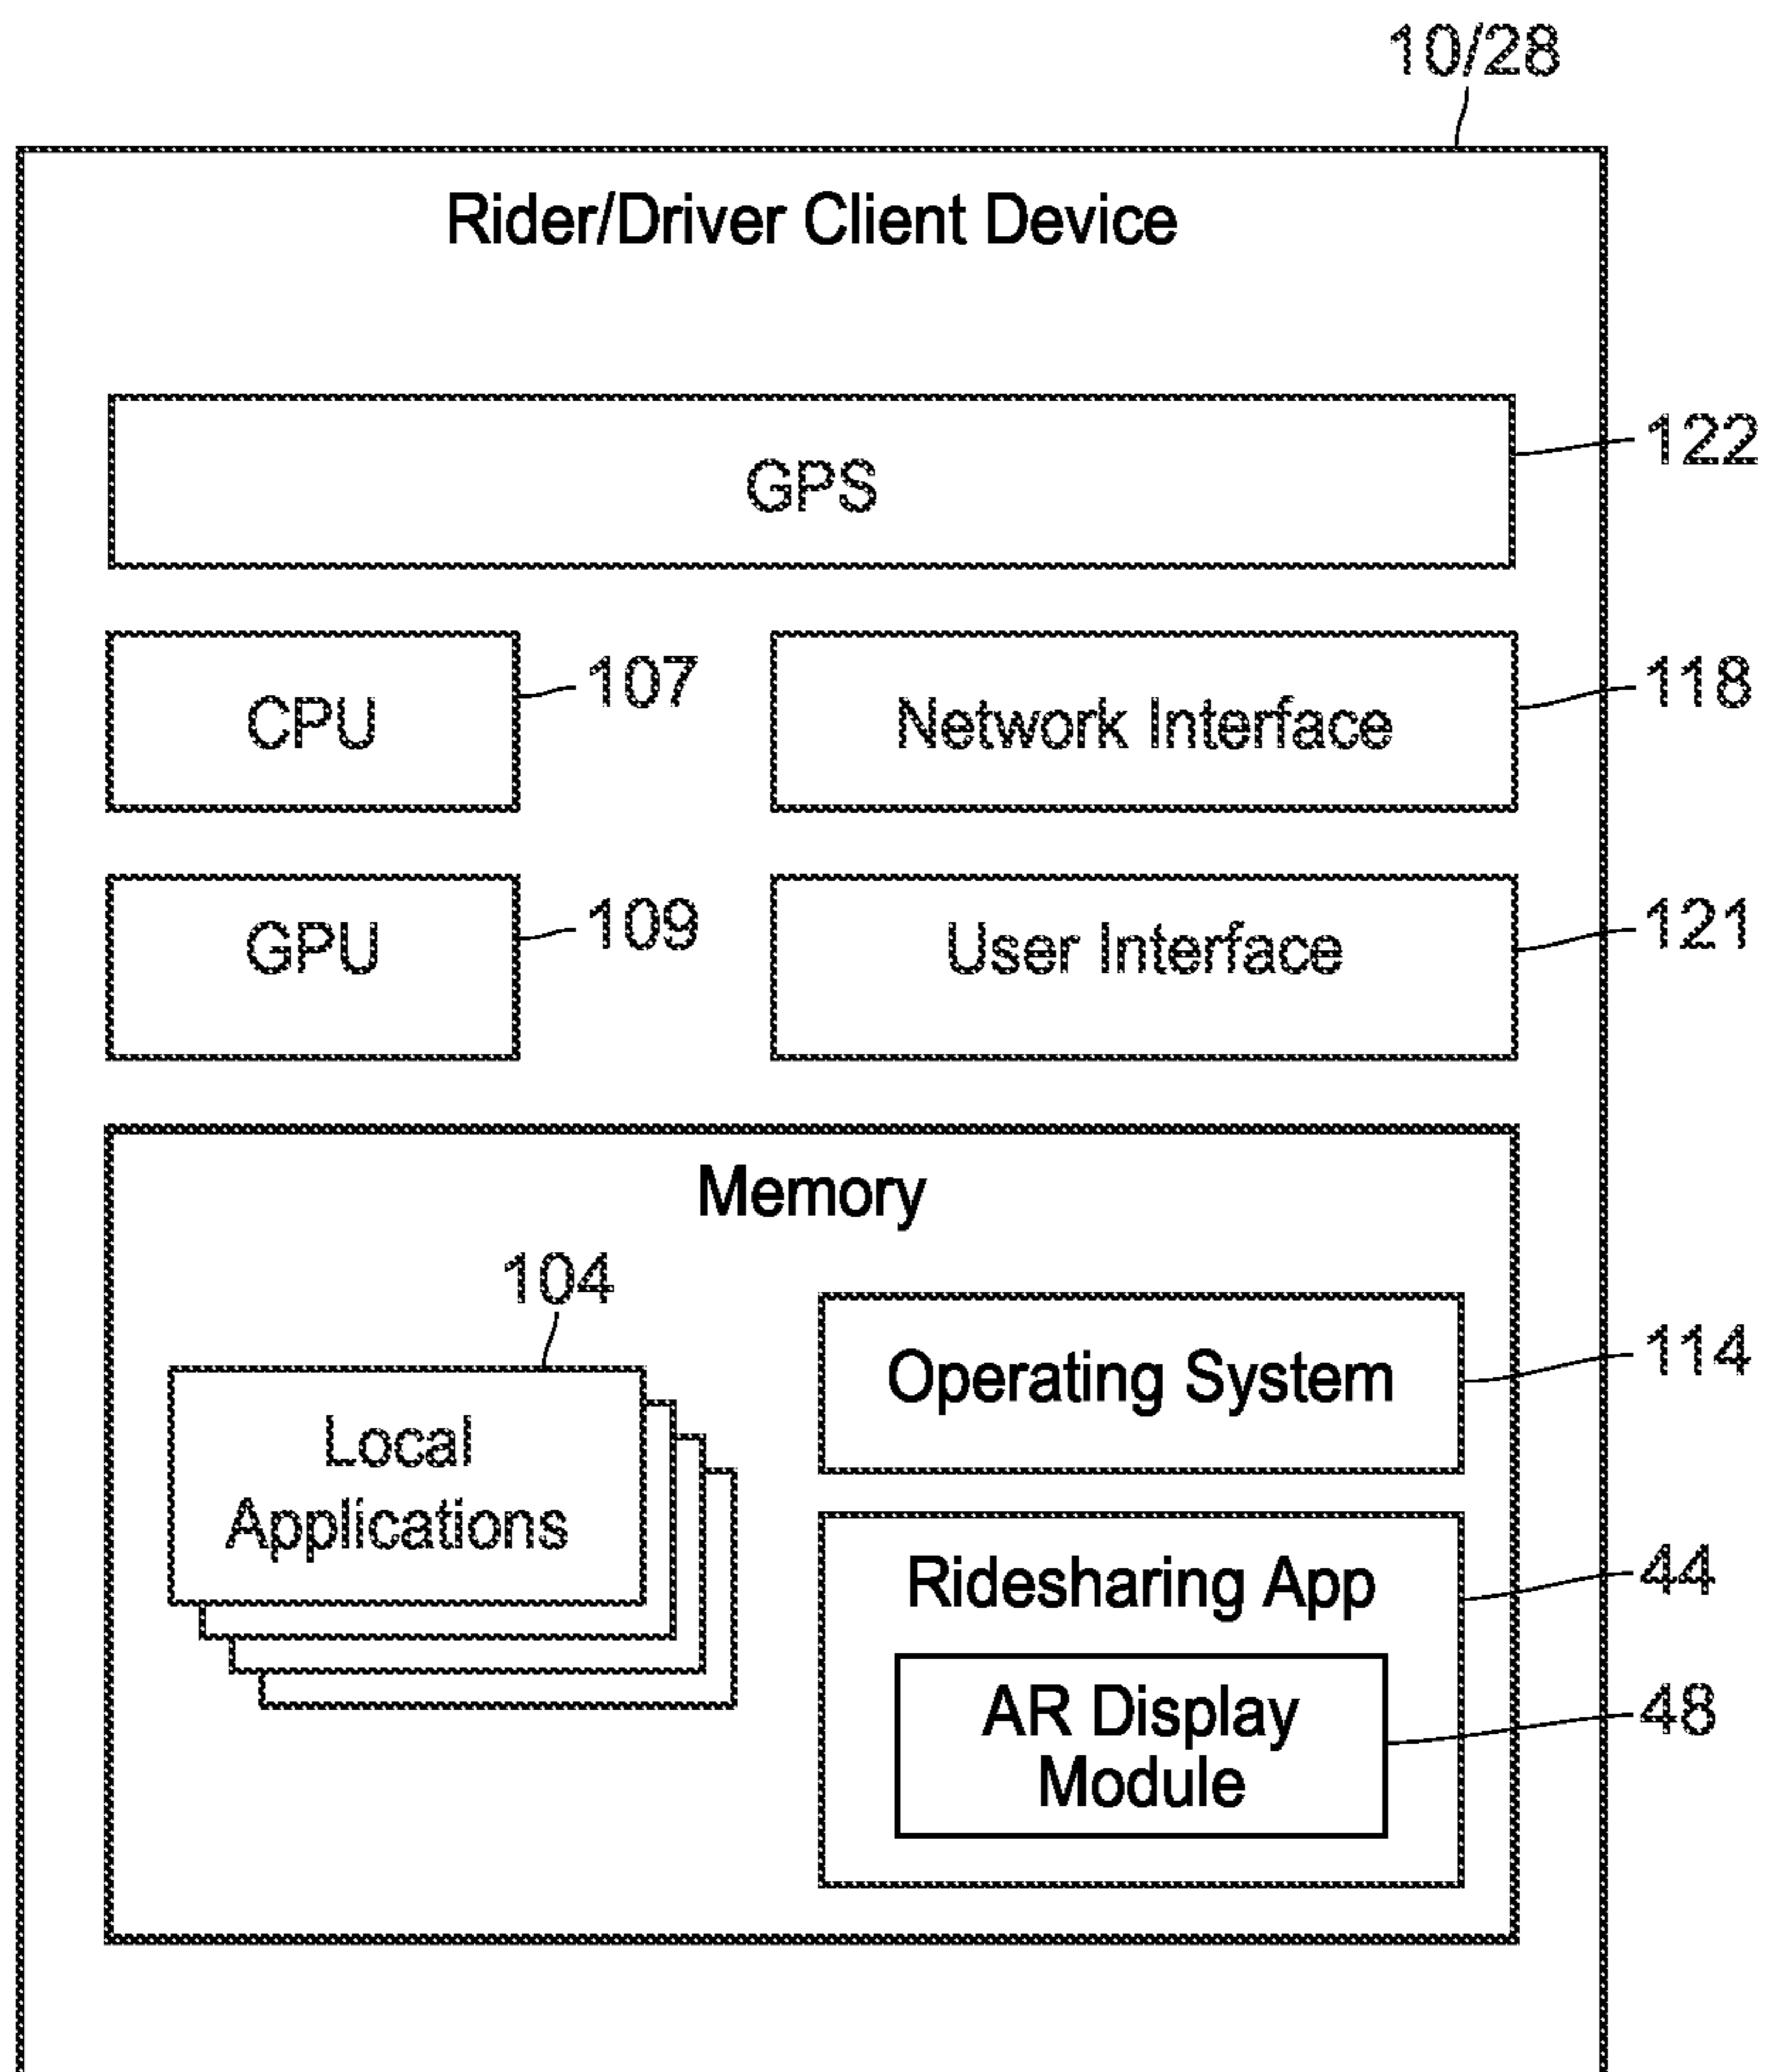 10/28
Rider/Driver Client Device
GPS
122
CPU
107
Network Interface
118
GPU
109
User Interface
121
Memory
104
Local
Applications
Operating System
114
Ridesharing App
44
AR Display
Module
48